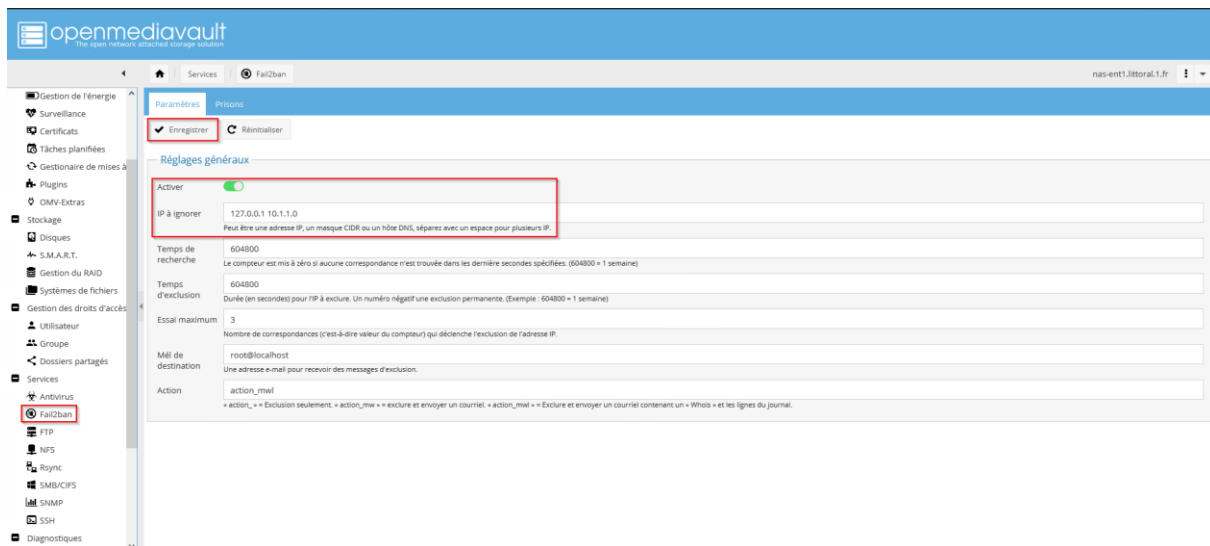 openmediavault
The open network attached storage solution
Services
Fail2ban
nas-ent1.littoral.1.fr
Gestion de l'énergie
Surveillance
Certificats
Tâches planifiées
Gestionaire de mises à
Plugins
OMV-Extras
Stockage
Disques
S.M.A.R.T.
Gestion du RAID
Systèmes de fichiers
Gestion des droits d'accès
Utilisateur
Groupe
Dossiers partagés
Services
Antivirus
Fail2ban
FTP
NFS
Rsync
SMB/CIFS
SNMP
SSH
Diagnostiques
Paramètres Prisons
Enregistrer Réinitialiser
Réglages généraux
Activer
IP à ignorer 127.0.0.1 10.1.1.0
Peut être une adresse IP, un masque CIDR ou un hôte DNS, séparez avec un espace pour plusieurs IP.
Temps de recherche 604800
Le compteur est mis à zéro si aucune correspondance n'est trouvée dans les dernière secondes spécifiées. (604800 = 1 semaine)
Temps d'exclusion 604800
Durée (en secondes) pour l'IP à exclure. Un numéro négatif une exclusion permanente. (Exemple : 604800 = 1 semaine)
Essai maximum 3
Nombre de correspondances (c'est-à-dire valeur du compteur) qui déclenche l'exclusion de l'adresse IP.
Mél de destination root@localhost
Une adresse e-mail pour recevoir des messages d'exclusion.
Action action_mwl
« action_ » = Exclusion seulement. « action_mw » = exclure et envoyer un courriel. « action_mwl » = Exclure et envoyer un courriel contenant un « Whois » et les lignes du journal.